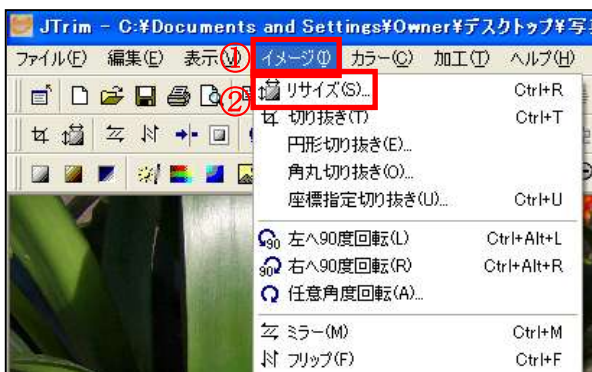 JTrim - C:¥Documents and Settings¥Owner¥デスクトップ¥写
ファイル(F) 編集(E) 表示(V) ① イメージ(I) カラー(C) 加工(T) ヘルプ(H)
② リサイズ(S)... Ctrl+R
切り抜き(T) Ctrl+T
円形切り抜き(E)...
角丸切り抜き(O)...
座標指定切り抜き(U)... Ctrl+U
90 左へ90度回転(L) Ctrl+Alt+L
90 右へ90度回転(R) Ctrl+Alt+R
任意角度回転(A)...
ミラー(M) Ctrl+M
フリップ(F) Ctrl+F